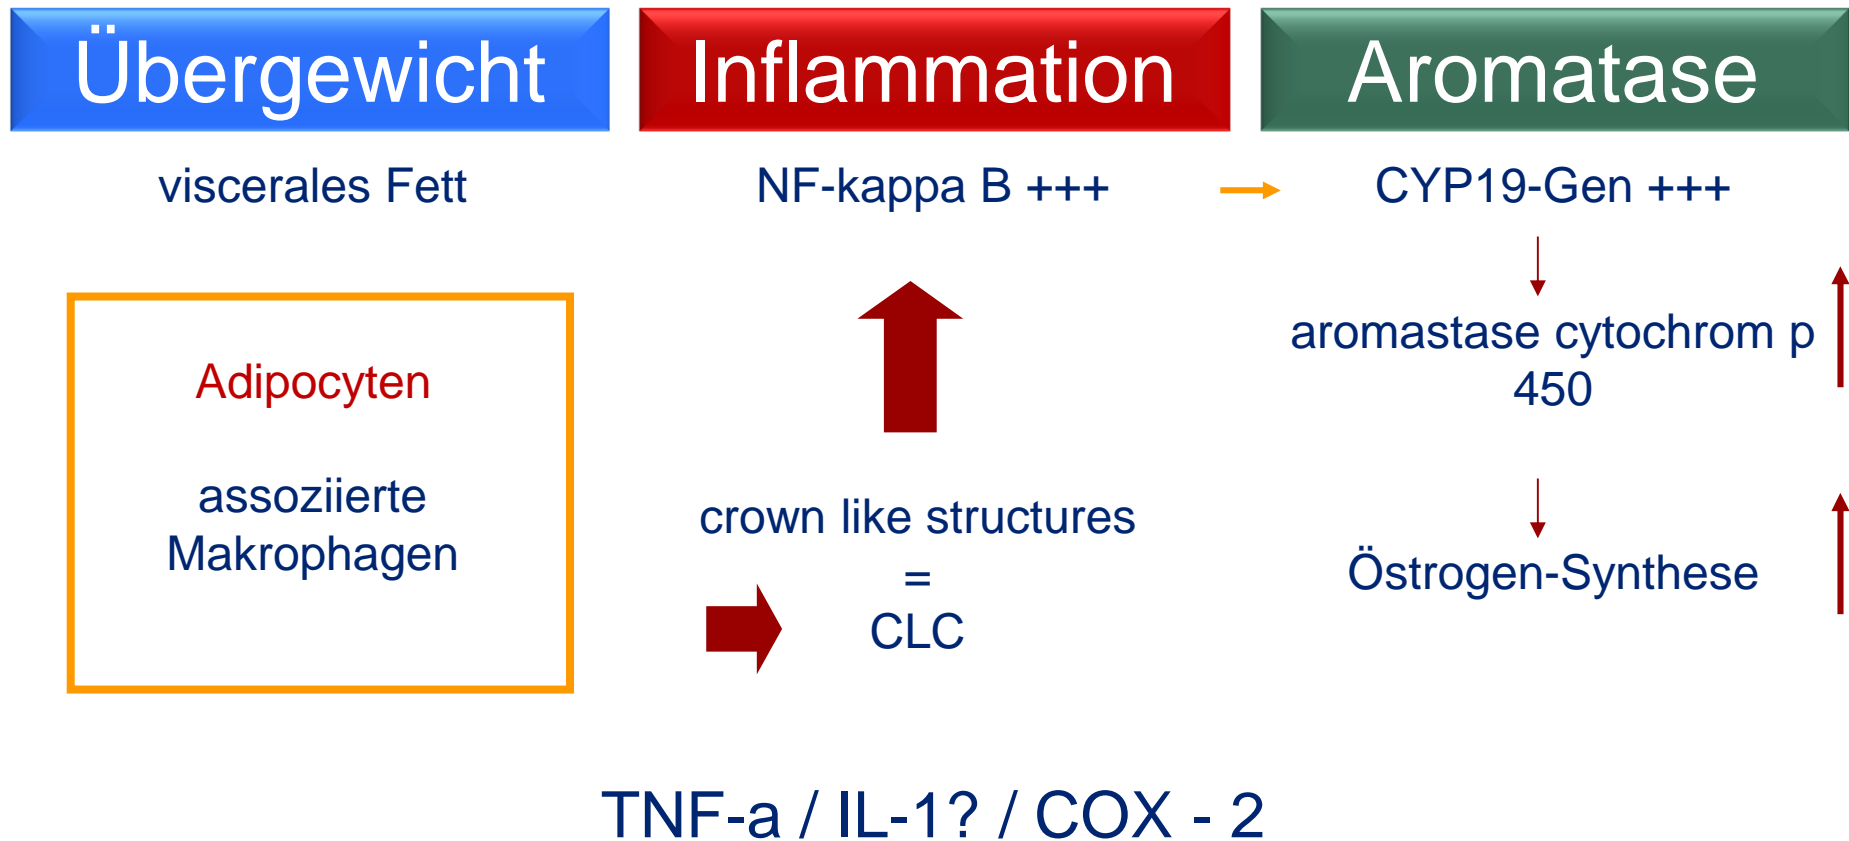 Übergewicht
viscerales Fett
Adipocyten
assoziierte
Makrophagen
Inflammation
NF-kappa B +++
crown like structures
=
CLC
Aromatase
CYP19-Gen +++
aromastase cytochrom p
450
Östrogen-Synthese
TNF-a / IL-1? / COX - 2